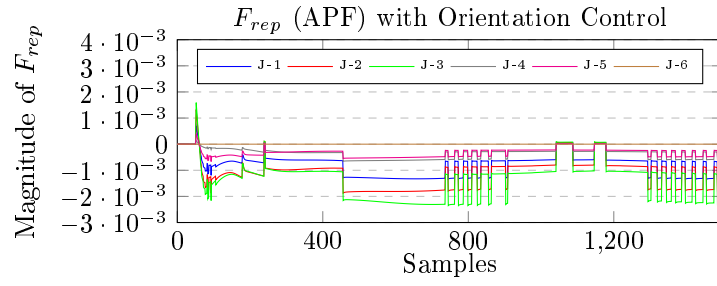 F_rep (APF) with Orientation Control
Magnitude of F_rep
4 · 10⁻³
3 · 10⁻³
2 · 10⁻³
1 · 10⁻³
0
−1 · 10⁻³
−2 · 10⁻³
−3 · 10⁻³
J-1 J-2 J-3 J-4 J-5 J-6
0 400 800 1,200
Samples